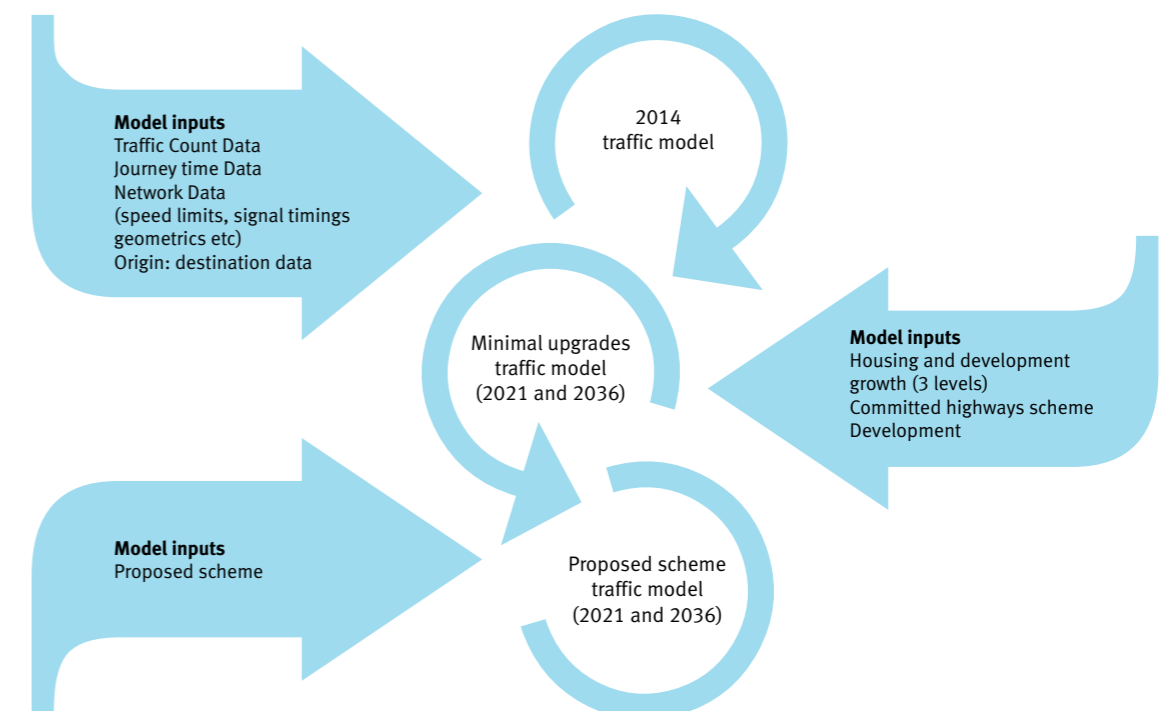 Model inputs
Traffic Count Data
Journey time Data
Network Data
(speed limits, signal timings
geometrics etc)
Origin: destination data
2014
traffic model
Minimal upgrades
traffic model
(2021 and 2036)
Model inputs
Housing and development
growth (3 levels)
Committed highways scheme
Development
Model inputs
Proposed scheme
Proposed scheme
traffic model
(2021 and 2036)